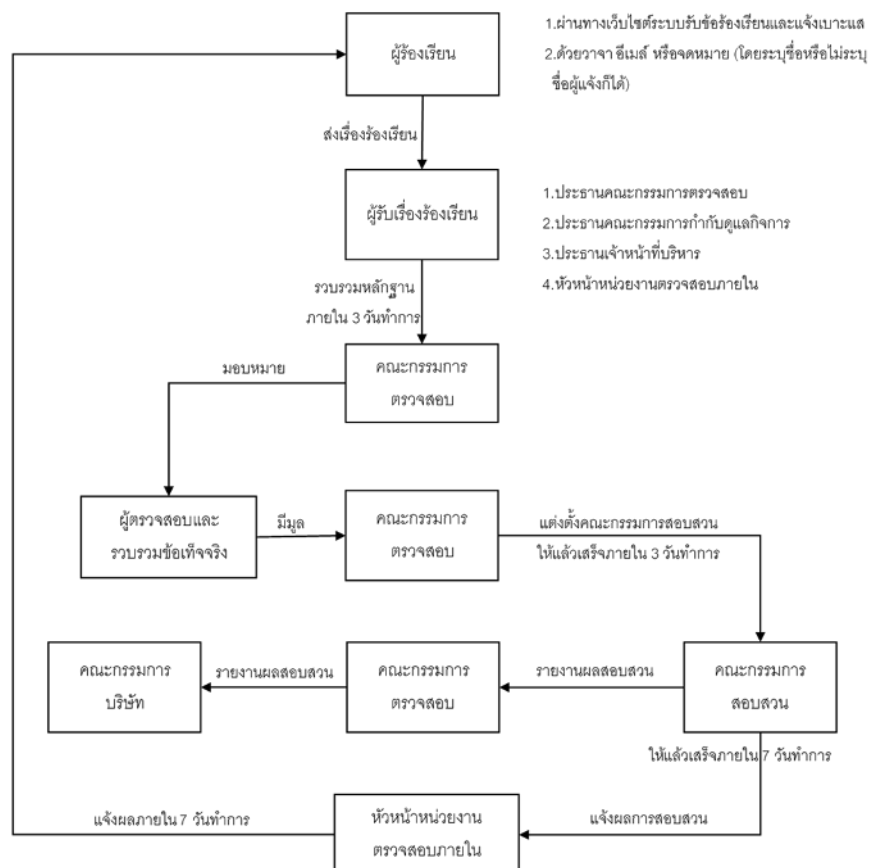 ผู้ร้องเรียน
1.ผ่านทางเว็บไซต์ระบบรับข้อร้องเรียนและแจ้งเบาะแส
2.ด้วยวาจา อีเมล์ หรือจดหมาย (โดยระบุชื่อหรือไม่ระบุ
ชื่อผู้แจ้งก็ได้)
ส่งเรื่องร้องเรียน
ผู้รับเรื่องร้องเรียน
1.ประธานคณะกรรมการตรวจสอบ
2.ประธานคณะกรรมการกำกับดูแลกิจการ
3.ประธานเจ้าหน้าที่บริหาร
4.หัวหน้าหน่วยงานตรวจสอบภายใน
รวบรวมหลักฐาน
ภายใน 3 วันทำการ
คณะกรรมการ
ตรวจสอบ
มอบหมาย
ผู้ตรวจสอบและ
รวบรวมข้อเท็จจริง
มีมูล
คณะกรรมการ
ตรวจสอบ
แต่งตั้งคณะกรรมการสอบสวน
ให้แล้วเสร็จภายใน 3 วันทำการ
คณะกรรมการ
บริษัท
รายงานผลสอบสวน
คณะกรรมการ
ตรวจสอบ
รายงานผลสอบสวน
คณะกรรมการ
สอบสวน
ให้แล้วเสร็จภายใน 7 วันทำการ
แจ้งผลภายใน 7 วันทำการ
หัวหน้าหน่วยงาน
ตรวจสอบภายใน
แจ้งผลการสอบสวน